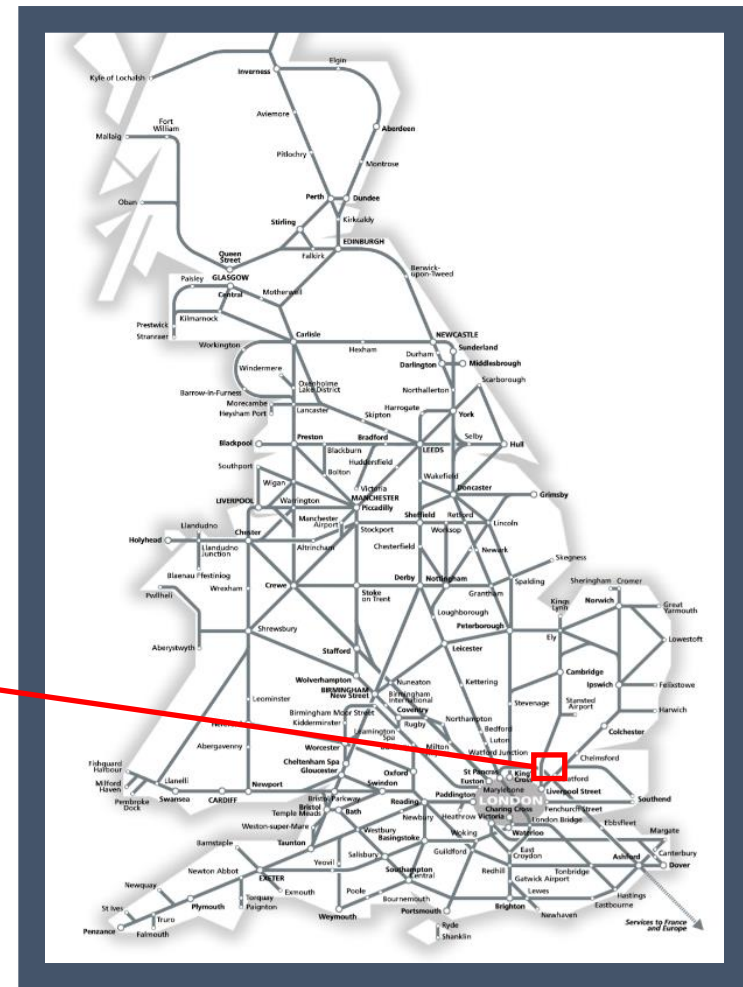 Elgin
Kyle of Lochalsh
Inverness
Aviemore
Fort
William
Aberdeen
Mallaig
Pitlochry
Montrose
Perth
Dundee
Oban
Stirling
Kirkcaldy
EDINBURGH
Queen
Street
Falkirk
Berwick-
upon-Tweed
Paisley
GLASGOW
Central
Motherwell
Prestwick
Kilmarnock
Stranraer
Carlisle
NEWCASTLE
Workington
Hexham
Sunderland
Durham
Darlington
Middlesbrough
Windermere
Oxenholme
Lake District
Scarborough
Barrow-in-Furness
Northallerton
Morecambe
Heysham Port
Lancaster
Harrogate
Skipton
York
Blackpool
Preston
Bradford
Selby
Hull
Blackburn
LEEDS
Southport
Huddersfield
Bolton
Wakefield
Wigan
Victoria
Doncaster
Grimsby
LIVERPOOL
Warrington
MANCHESTER
Piccadilly
Manchester
Airport
Sheffield
Retford
Lincoln
Llandudno
Stockport
Worksop
Holyhead
Chester
Llandudno
Junction
Altrincham
Chesterfield
Newark
Skegness
Blaenau Ffestiniog
Pwllheli
Wrexham
Crewe
Stoke
on Trent
Derby
Nottingham
Grantham
Spalding
Sheringham
Cromer
Kings
Lynn
Norwich
Great
Yarmouth
Loughborough
Peterborough
Aberystwyth
Shrewsbury
Ely
Lowestoft
Stafford
Leicester
Wolverhampton
Cambridge
BIRMINGHAM
New Street
Nuneaton
Kettering
Ipswich
Felixstowe
Leominster
Birmingham
International
Stevenage
Stansted
Airport
Harwich
Birmingham Moor Street
Coventry
Northampton
Kidderminster
Rugby
Bedford
Colchester
Leamington
Spa
Luton
Abergavenny
Worcester
Milton
Watford Junction
Chelmsford
Cheltenham Spa
Gloucester
Oxford
St Pancras
Euston
Fishguard
Harbour
Llanelli
Swindon
Marylebone
Liverpool Street
Milford
Haven
Newport
Pembroke
Dock
Swansea
CARDIFF
Bristol Parkway
Reading
Paddington
LONDON
Fenchurch Street
Southend
Bristol
Temple Meads
Bath
Newbury
Heathrow
Victoria
Charing Cross
London Bridge
Ebbsfleet
Weston-super-Mare
Westbury
Basingstoke
Woking
Waterloo
Margate
Barnstaple
Taunton
Salisbury
Guildford
East
Croydon
Canterbury
Newton Abbot
Yeovil
Southampton
Central
Redhill
Tonbridge
Ashford
Dover
Newquay
EXETER
Exmouth
Poole
Gatwick Airport
St Ives
Plymouth
Torquay
Paignton
Bournemouth
Lewes
Hastings
Truro
Weymouth
Portsmouth
Brighton
Newhaven
Eastbourne
Penzance
Falmouth
Ryde
Shanklin
Services to France
and Europe